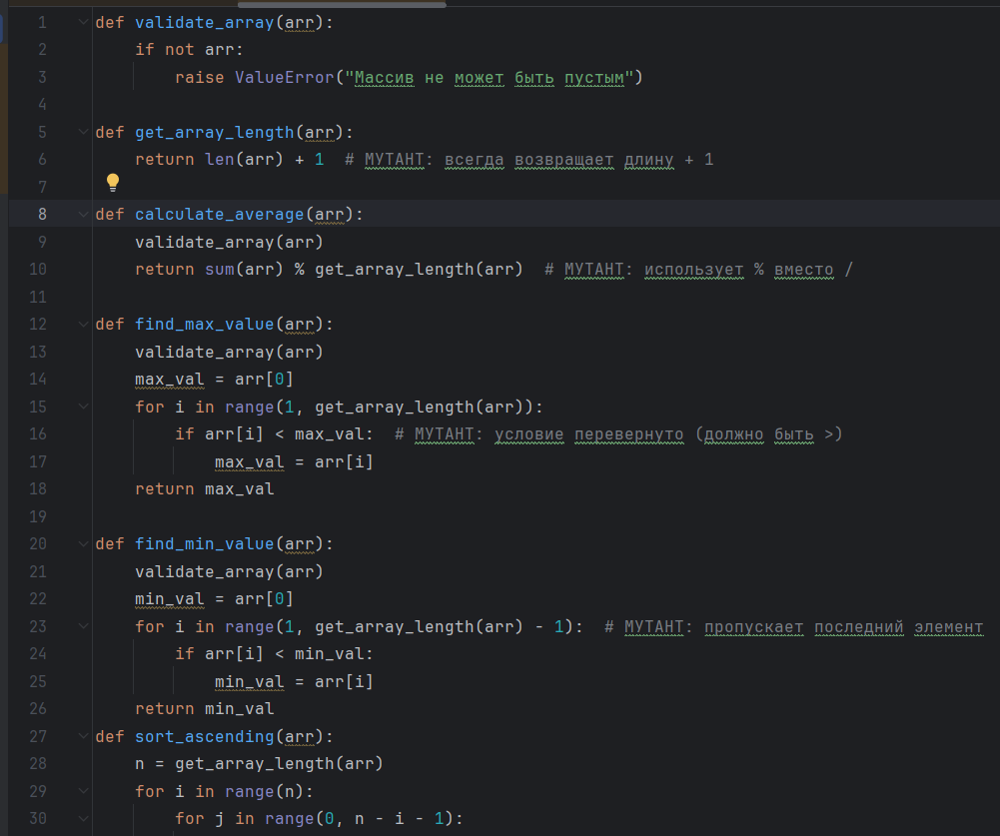 1 def validate_array(arr):
2     if not arr:
3         raise ValueError("Массив не может быть пустым")
4
5 def get_array_length(arr):
6     return len(arr) + 1  # МУТАНТ: всегда возвращает длину + 1
7
8 def calculate_average(arr):
9     validate_array(arr)
10     return sum(arr) % get_array_length(arr)  # МУТАНТ: использует % вместо /
11
12 def find_max_value(arr):
13     validate_array(arr)
14     max_val = arr[0]
15     for i in range(1, get_array_length(arr)):
16         if arr[i] < max_val:  # МУТАНТ: условие перевернуто (должно быть >)
17             max_val = arr[i]
18     return max_val
19
20 def find_min_value(arr):
21     validate_array(arr)
22     min_val = arr[0]
23     for i in range(1, get_array_length(arr) - 1):  # МУТАНТ: пропускает последний элемент
24         if arr[i] < min_val:
25             min_val = arr[i]
26     return min_val
27 def sort_ascending(arr):
28     n = get_array_length(arr)
29     for i in range(n):
30         for j in range(0, n - i - 1):